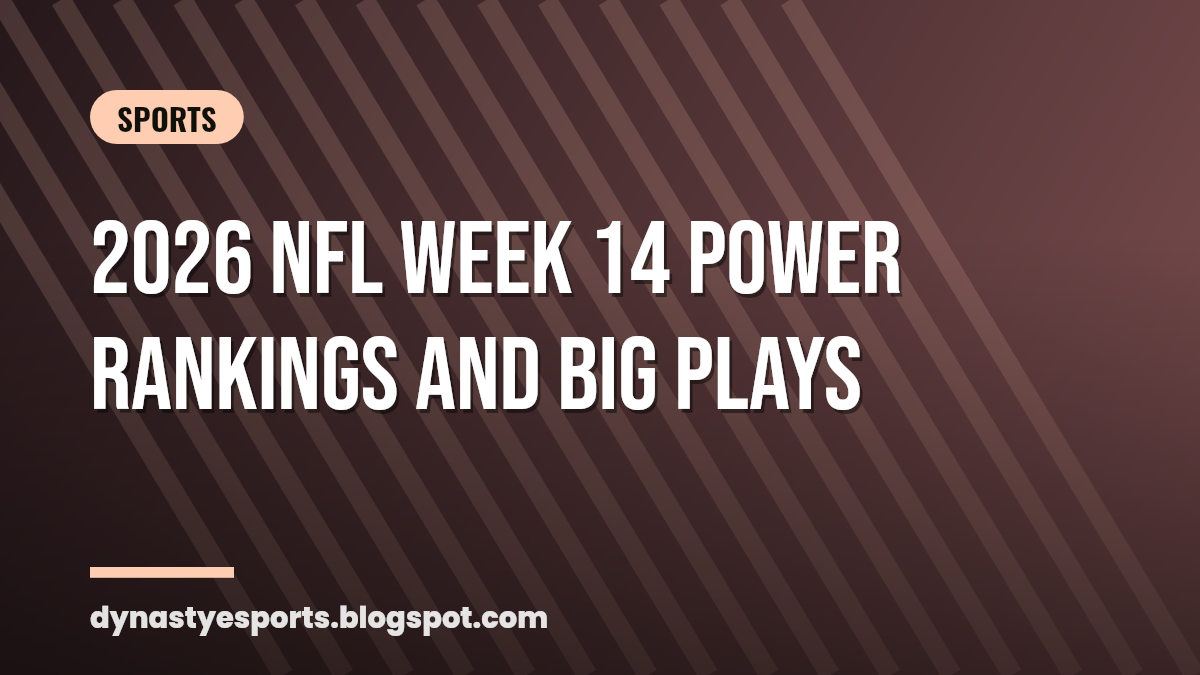 SPORTS
2026 NFL WEEK 14 POWER
RANKINGS AND BIG PLAYS
dynastyesports.blogspot.com